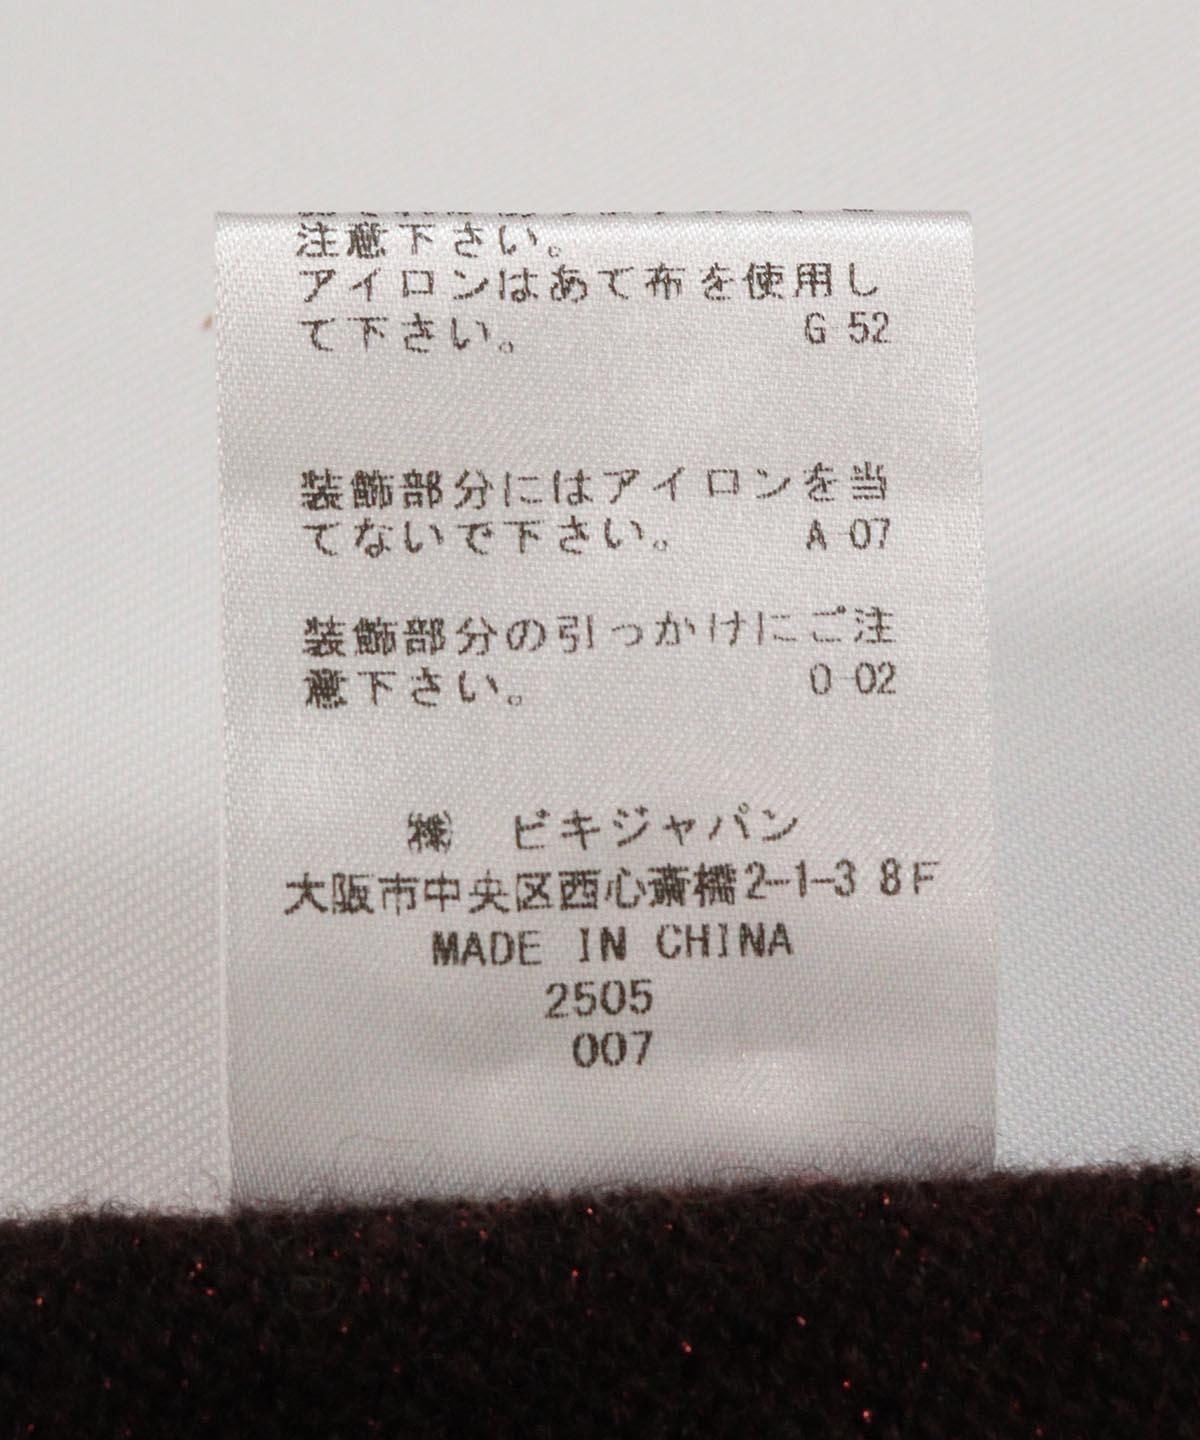 注意下さい。
アイロンはあて布を使用し
て下さい。 G-52
装飾部分にはアイロンを当
てないで下さい。 A-07
装飾部分の引っかけにご注
意下さい。 O-02
㈱ ビキジャパン
大阪市中央区西心斎橋2-1-3 8F
MADE IN CHINA
2505
007